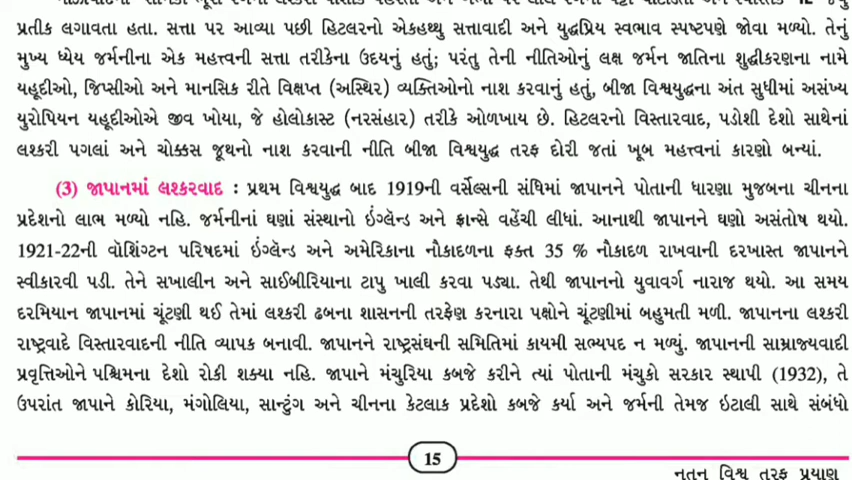 પ્રતીક લગાવતા હતા. સત્તા પર આવ્યા પછી હિટલરનો એકહથ્થુ સત્તાવાદી અને યુદ્ધપ્રિય સ્વભાવ સ્પષ્ટપણે જોવા મળ્યો. તેનું
મુખ્ય ધ્યેય જર્મનીના એક મહત્ત્વની સત્તા તરીકેના ઉદયનું હતું; પરંતુ તેની નીતિઓનું લક્ષ જર્મન જાતિના શુદ્ધીકરણના નામે
યહૂદીઓ, જિપ્સીઓ અને માનસિક રીતે વિક્ષપ્ત (અસ્થિર) વ્યક્તિઓનો નાશ કરવાનું હતું, બીજા વિશ્વયુદ્ધના અંત સુધીમાં અસંખ્ય
યુરોપિયન યહૂદીઓએ જીવ ખોયા, જે હોલોકાસ્ટ (નરસંહાર) તરીકે ઓળખાય છે. હિટલરનો વિસ્તારવાદ, પડોશી દેશો સાથેનાં
લશ્કરી પગલાં અને ચોક્કસ જૂથનો નાશ કરવાની નીતિ બીજા વિશ્વયુદ્ધ તરફ દોરી જતાં ખૂબ મહત્ત્વનાં કારણો બન્યાં.
(3) જાપાનમાં લશ્કરવાદ : પ્રથમ વિશ્વયુદ્ધ બાદ 1919ની વર્સેલ્સની સંધિમાં જાપાનને પોતાની ધારણા મુજબના ચીનના
પ્રદેશનો લાભ મળ્યો નહિ. જર્મનીનાં ઘણાં સંસ્થાનો ઇંગ્લૅન્ડ અને ફ્રાન્સે વહેંચી લીધાં. આનાથી જાપાનને ઘણો અસંતોષ થયો.
1921-22ની વૉશિંગ્ટન પરિષદમાં ઇંગ્લૅન્ડ અને અમેરિકાના નૌકાદળના ફક્ત 35 % નૌકાદળ રાખવાની દરખાસ્ત જાપાનને
સ્વીકારવી પડી. તેને સખાલીન અને સાઈબીરિયાના ટાપુ ખાલી કરવા પડ્યા. તેથી જાપાનનો યુવાવર્ગ નારાજ થયો. આ સમય
દરમિયાન જાપાનમાં ચૂંટણી થઈ તેમાં લશ્કરી ઢબના શાસનની તરફેણ કરનારા પક્ષોને ચૂંટણીમાં બહુમતી મળી. જાપાનના લશ્કરી
રાષ્ટ્રવાદે વિસ્તારવાદની નીતિ વ્યાપક બનાવી. જાપાનને રાષ્ટ્રસંઘની સમિતિમાં કાયમી સભ્યપદ ન મળ્યું. જાપાનની સામ્રાજ્યવાદી
પ્રવૃત્તિઓને પશ્ચિમના દેશો રોકી શક્યા નહિ. જાપાને મંચુરિયા કબજે કરીને ત્યાં પોતાની મંચુકો સરકાર સ્થાપી (1932), તે
ઉપરાંત જાપાને કોરિયા, મંગોલિયા, સાન્ટુંગ અને ચીનના કેટલાક પ્રદેશો કબજે કર્યા અને જર્મની તેમજ ઇટાલી સાથે સંબંધો
15
નૂતન વિશ્વ તરફ પ્રયાણ